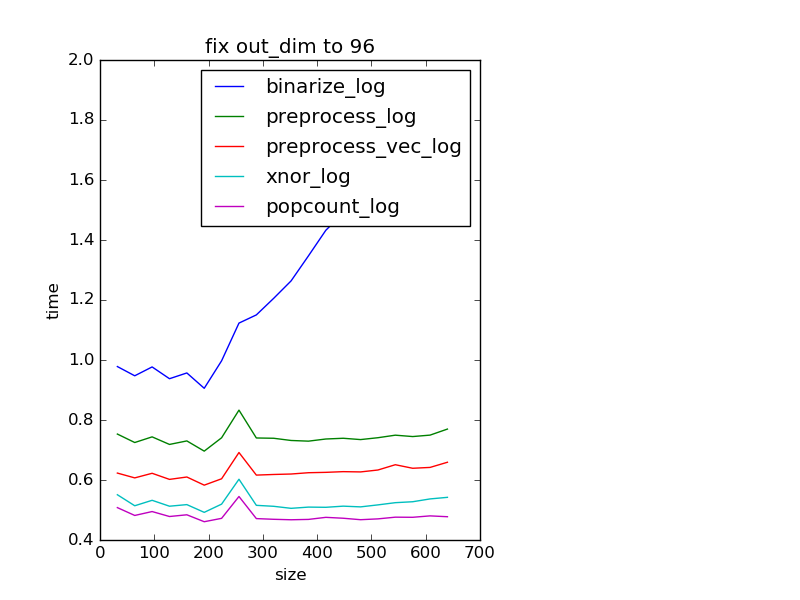 fix out_dim to 96
2.0
1.8
1.6
1.4
1.2
1.0
0.8
0.6
0.4
time
binarize_log
preprocess_log
preprocess_vec_log
xnor_log
popcount_log
0 100 200 300 400 500 600 700
size